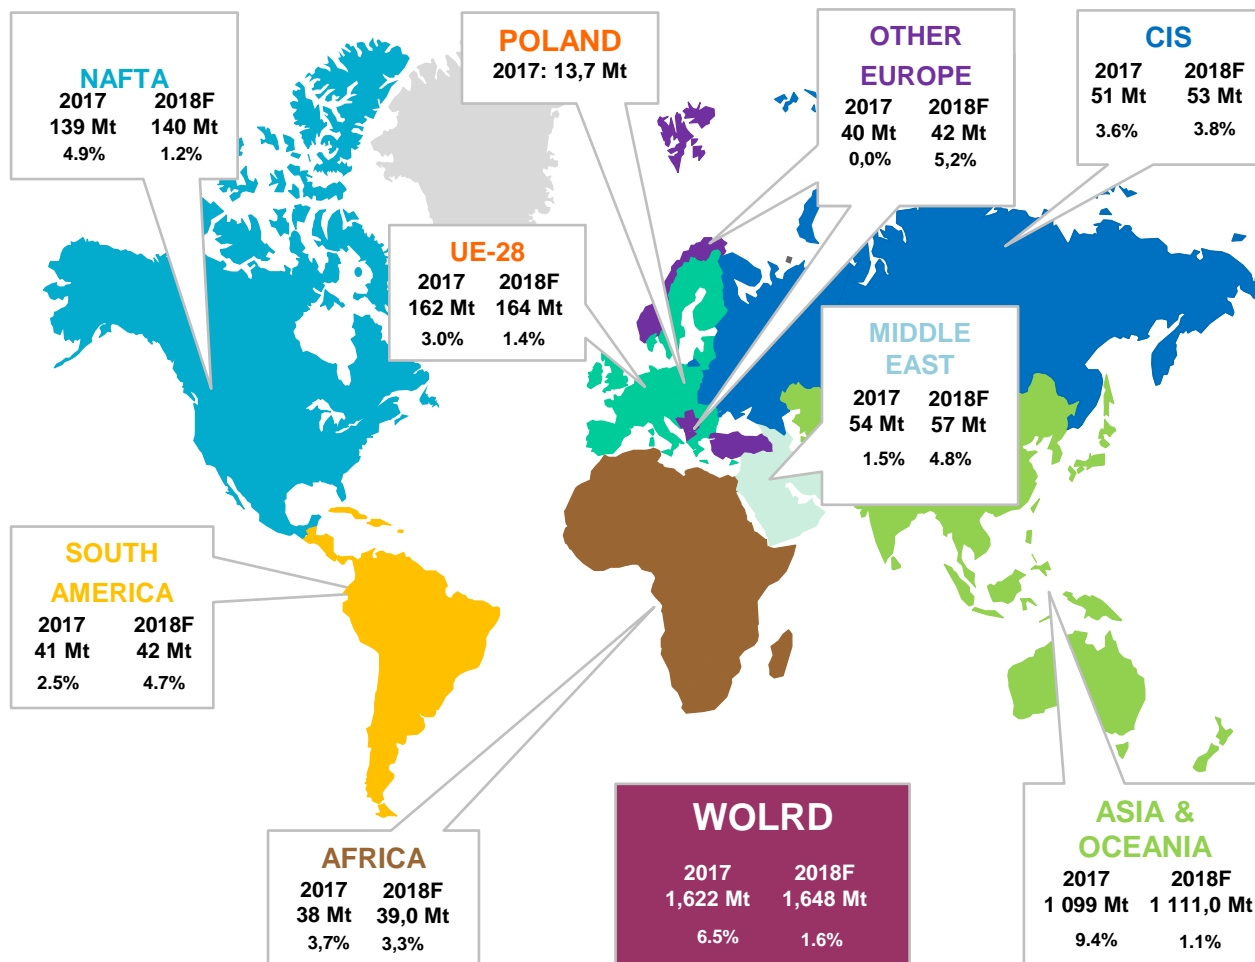 NAFTA
2017 2018F
139 Mt 140 Mt
4.9% 1.2%
POLAND
2017: 13,7 Mt
OTHER
EUROPE
2017 2018F
40 Mt 42 Mt
0,0% 5,2%
CIS
2017 2018F
51 Mt 53 Mt
3.6% 3.8%
UE-28
2017 2018F
162 Mt 164 Mt
3.0% 1.4%
MIDDLE
EAST
2017 2018F
54 Mt 57 Mt
1.5% 4.8%
SOUTH
AMERICA
2017 2018F
41 Mt 42 Mt
2.5% 4.7%
AFRICA
2017 2018F
38 Mt 39,0 Mt
3,7% 3,3%
WOLRD
2017 2018F
1,622 Mt 1,648 Mt
6.5% 1.6%
ASIA &
OCEANIA
2017 2018F
1 099 Mt 1 111,0 Mt
9.4% 1.1%